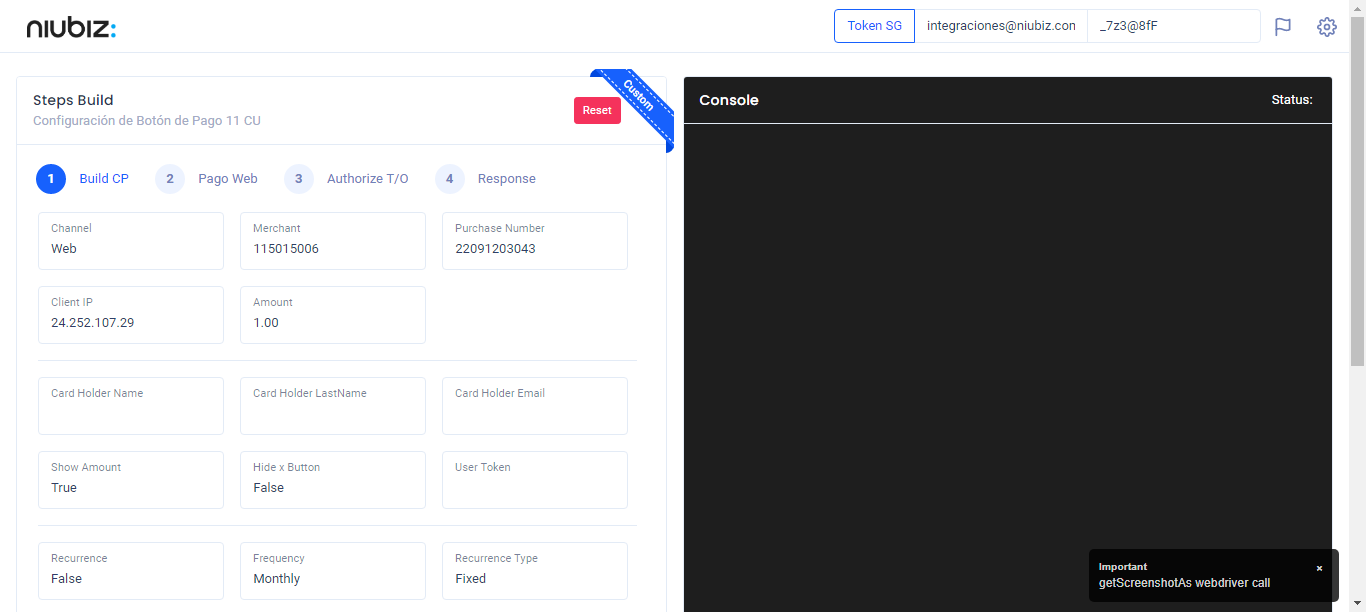 niubiz:
Token SG
integraciones@niubiz.con
_7z3@8fF
Steps Build
Configuración de Botón de Pago 11 CU
Reset
Custom
1 Build CP 2 Pago Web 3 Authorize T/O 4 Response
Channel
Web
Merchant
115015006
Purchase Number
22091203043
Client IP
24.252.107.29
Amount
1.00
Card Holder Name
Card Holder LastName
Card Holder Email
Show Amount
True
Hide x Button
False
User Token
Recurrence
False
Frequency
Monthly
Recurrence Type
Fixed
Console
Status:
Important
×
getScreenshotAs webdriver call